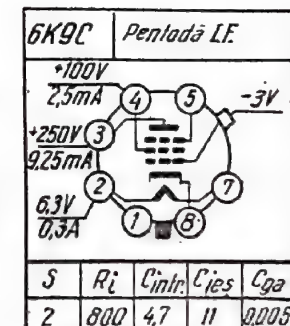 6K9C Pentodă I.F.
+100V
2,5mA
4
5
-3V
+250V
9,25mA
3
6,3V
0,3A
2
7
1
8
S Ri Cintr Cies Cga
2 800 4,7 11 0,005